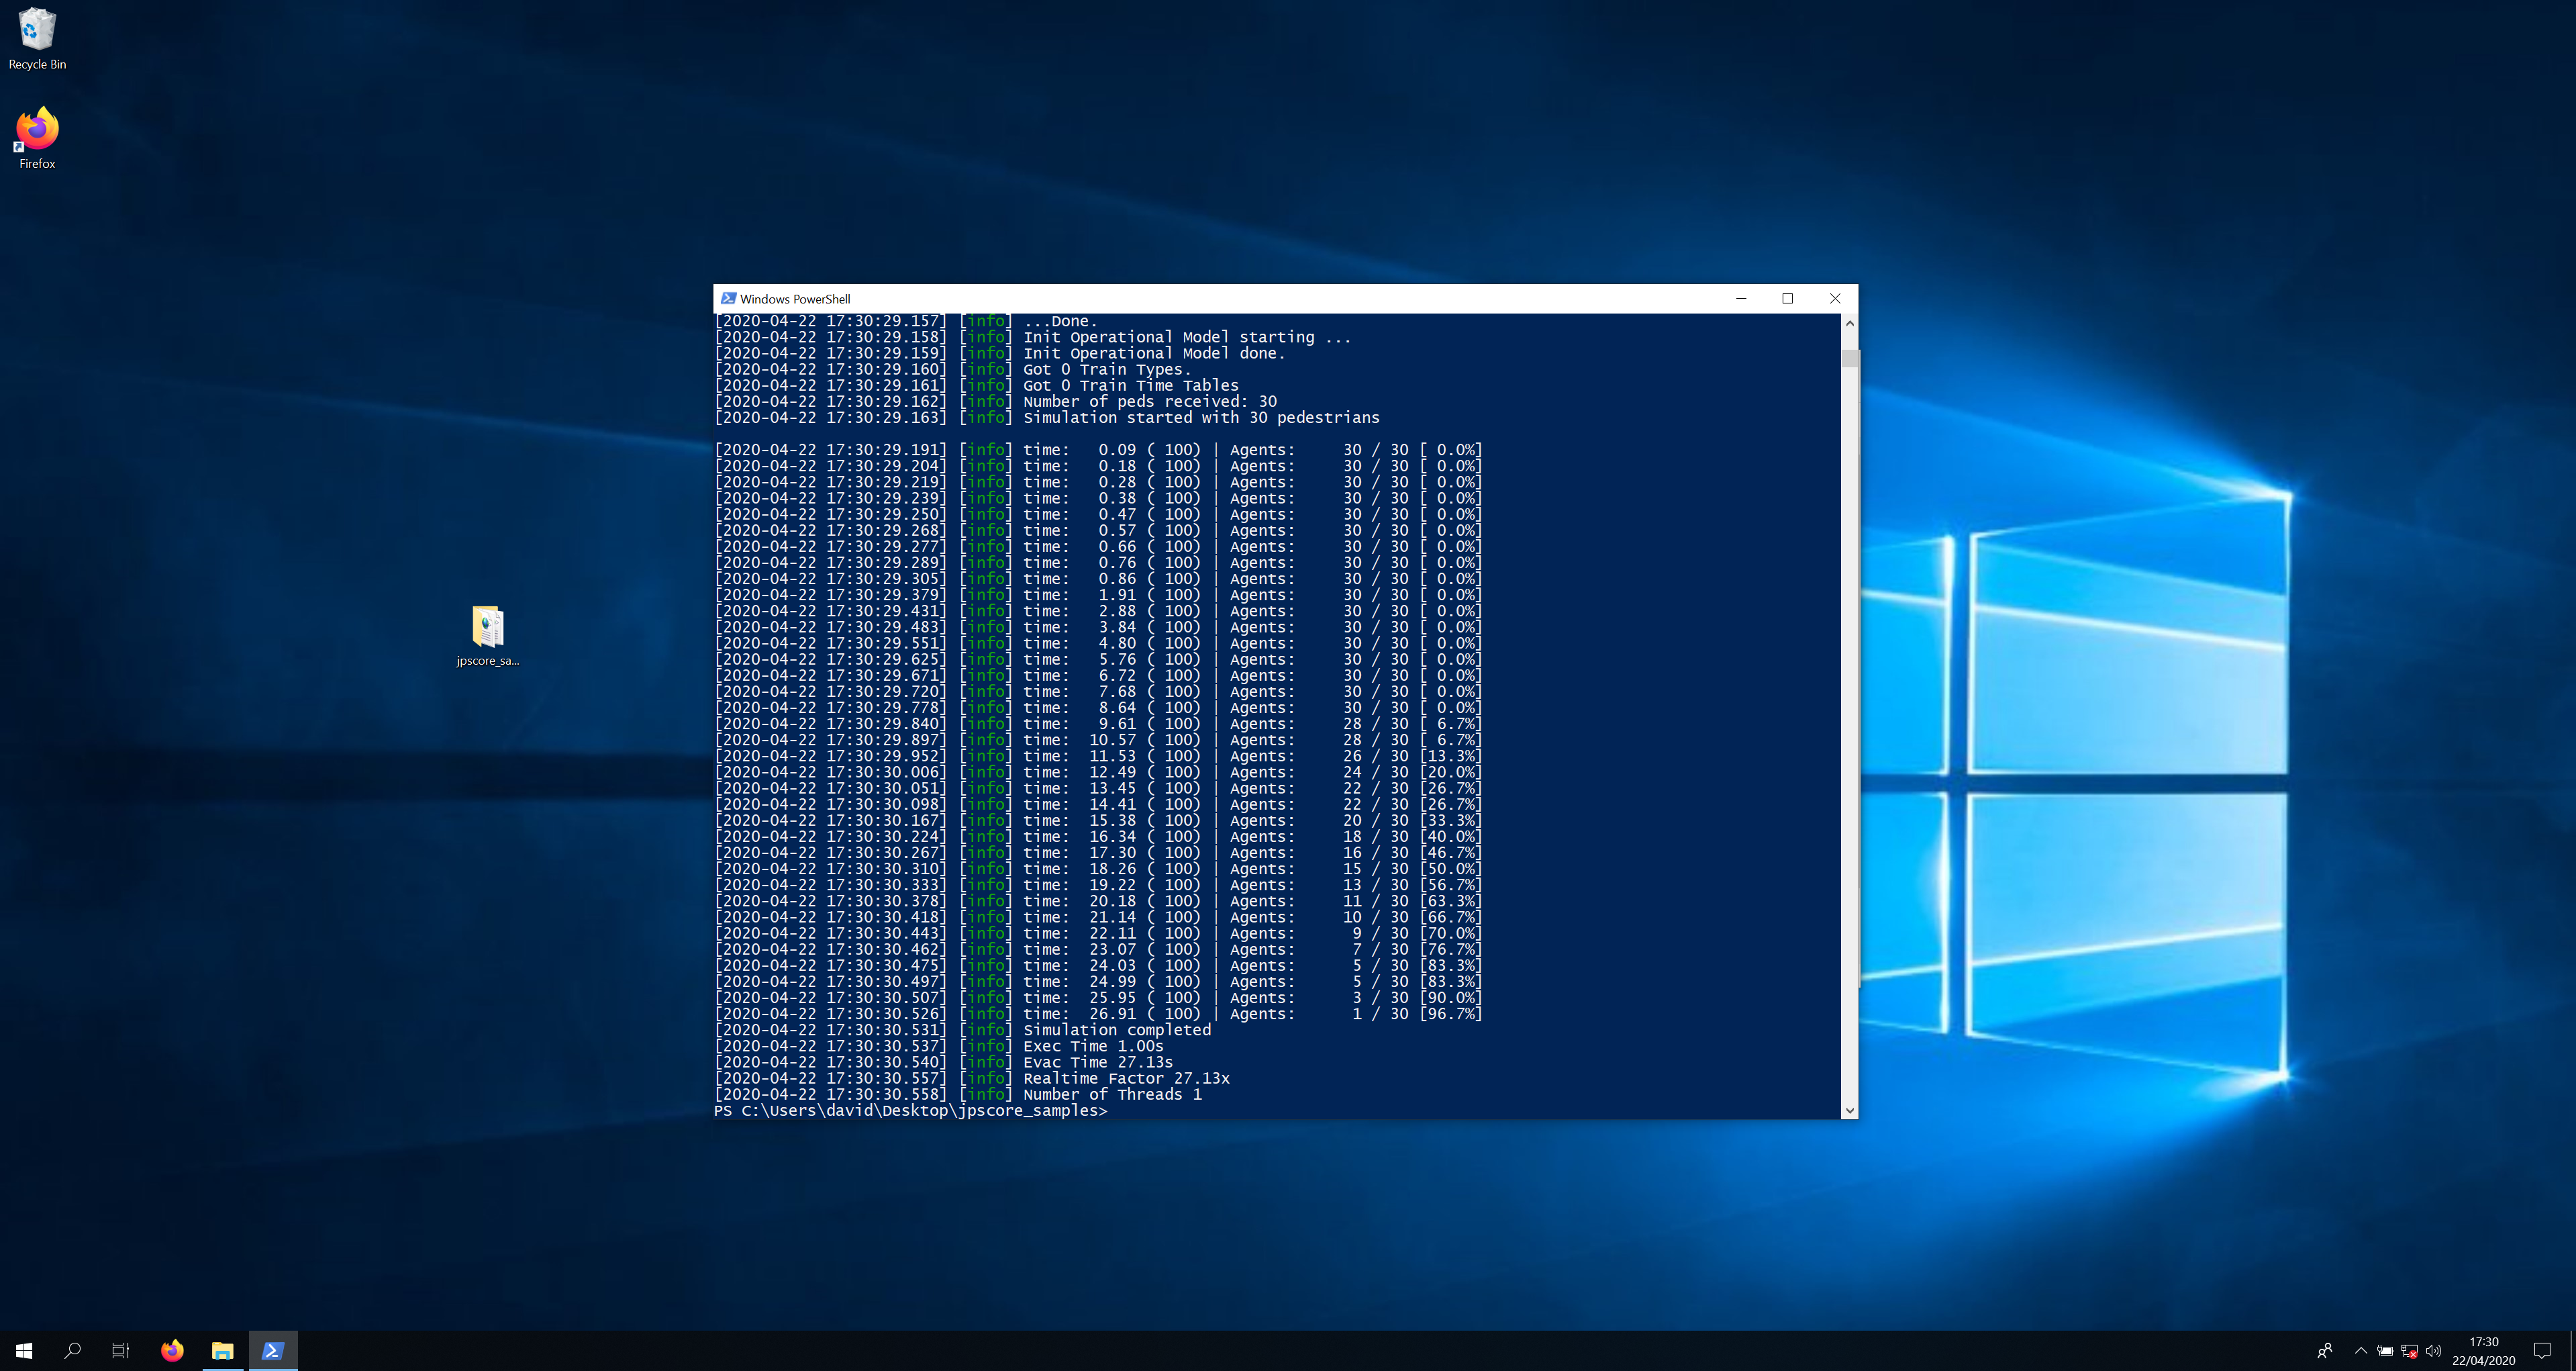 Recycle Bin
Firefox
jpscore_sa...
Windows PowerShell
[2020-04-22 17:30:29.157] [info] ...Done.
[2020-04-22 17:30:29.158] [info] Init Operational Model starting ...
[2020-04-22 17:30:29.159] [info] Init Operational Model done.
[2020-04-22 17:30:29.160] [info] Got 0 Train Types.
[2020-04-22 17:30:29.161] [info] Got 0 Train Time Tables
[2020-04-22 17:30:29.162] [info] Number of peds received: 30
[2020-04-22 17:30:29.163] [info] Simulation started with 30 pedestrians
[2020-04-22 17:30:29.191] [info] time:   0.09 ( 100) | Agents:     30 / 30 [ 0.0%]
[2020-04-22 17:30:29.204] [info] time:   0.18 ( 100) | Agents:     30 / 30 [ 0.0%]
[2020-04-22 17:30:29.219] [info] time:   0.28 ( 100) | Agents:     30 / 30 [ 0.0%]
[2020-04-22 17:30:29.239] [info] time:   0.38 ( 100) | Agents:     30 / 30 [ 0.0%]
[2020-04-22 17:30:29.250] [info] time:   0.47 ( 100) | Agents:     30 / 30 [ 0.0%]
[2020-04-22 17:30:29.268] [info] time:   0.57 ( 100) | Agents:     30 / 30 [ 0.0%]
[2020-04-22 17:30:29.277] [info] time:   0.66 ( 100) | Agents:     30 / 30 [ 0.0%]
[2020-04-22 17:30:29.289] [info] time:   0.76 ( 100) | Agents:     30 / 30 [ 0.0%]
[2020-04-22 17:30:29.305] [info] time:   0.86 ( 100) | Agents:     30 / 30 [ 0.0%]
[2020-04-22 17:30:29.379] [info] time:   1.91 ( 100) | Agents:     30 / 30 [ 0.0%]
[2020-04-22 17:30:29.431] [info] time:   2.88 ( 100) | Agents:     30 / 30 [ 0.0%]
[2020-04-22 17:30:29.483] [info] time:   3.84 ( 100) | Agents:     30 / 30 [ 0.0%]
[2020-04-22 17:30:29.551] [info] time:   4.80 ( 100) | Agents:     30 / 30 [ 0.0%]
[2020-04-22 17:30:29.625] [info] time:   5.76 ( 100) | Agents:     30 / 30 [ 0.0%]
[2020-04-22 17:30:29.671] [info] time:   6.72 ( 100) | Agents:     30 / 30 [ 0.0%]
[2020-04-22 17:30:29.720] [info] time:   7.68 ( 100) | Agents:     30 / 30 [ 0.0%]
[2020-04-22 17:30:29.778] [info] time:   8.64 ( 100) | Agents:     30 / 30 [ 0.0%]
[2020-04-22 17:30:29.840] [info] time:   9.61 ( 100) | Agents:     28 / 30 [ 6.7%]
[2020-04-22 17:30:29.897] [info] time:  10.57 ( 100) | Agents:     28 / 30 [ 6.7%]
[2020-04-22 17:30:29.952] [info] time:  11.53 ( 100) | Agents:     26 / 30 [13.3%]
[2020-04-22 17:30:30.006] [info] time:  12.49 ( 100) | Agents:     24 / 30 [20.0%]
[2020-04-22 17:30:30.051] [info] time:  13.45 ( 100) | Agents:     22 / 30 [26.7%]
[2020-04-22 17:30:30.098] [info] time:  14.41 ( 100) | Agents:     22 / 30 [26.7%]
[2020-04-22 17:30:30.167] [info] time:  15.38 ( 100) | Agents:     20 / 30 [33.3%]
[2020-04-22 17:30:30.224] [info] time:  16.34 ( 100) | Agents:     18 / 30 [40.0%]
[2020-04-22 17:30:30.267] [info] time:  17.30 ( 100) | Agents:     16 / 30 [46.7%]
[2020-04-22 17:30:30.310] [info] time:  18.26 ( 100) | Agents:     15 / 30 [50.0%]
[2020-04-22 17:30:30.333] [info] time:  19.22 ( 100) | Agents:     13 / 30 [56.7%]
[2020-04-22 17:30:30.378] [info] time:  20.18 ( 100) | Agents:     11 / 30 [63.3%]
[2020-04-22 17:30:30.418] [info] time:  21.14 ( 100) | Agents:     10 / 30 [66.7%]
[2020-04-22 17:30:30.443] [info] time:  22.11 ( 100) | Agents:      9 / 30 [70.0%]
[2020-04-22 17:30:30.462] [info] time:  23.07 ( 100) | Agents:      7 / 30 [76.7%]
[2020-04-22 17:30:30.475] [info] time:  24.03 ( 100) | Agents:      5 / 30 [83.3%]
[2020-04-22 17:30:30.497] [info] time:  24.99 ( 100) | Agents:      5 / 30 [83.3%]
[2020-04-22 17:30:30.507] [info] time:  25.95 ( 100) | Agents:      3 / 30 [90.0%]
[2020-04-22 17:30:30.526] [info] time:  26.91 ( 100) | Agents:      1 / 30 [96.7%]
[2020-04-22 17:30:30.531] [info] Simulation completed
[2020-04-22 17:30:30.537] [info] Exec Time 1.00s
[2020-04-22 17:30:30.540] [info] Evac Time 27.13s
[2020-04-22 17:30:30.557] [info] Realtime Factor 27.13x
[2020-04-22 17:30:30.558] [info] Number of Threads 1
PS C:\Users\david\Desktop\jpscore_samples>
17:30
22/04/2020